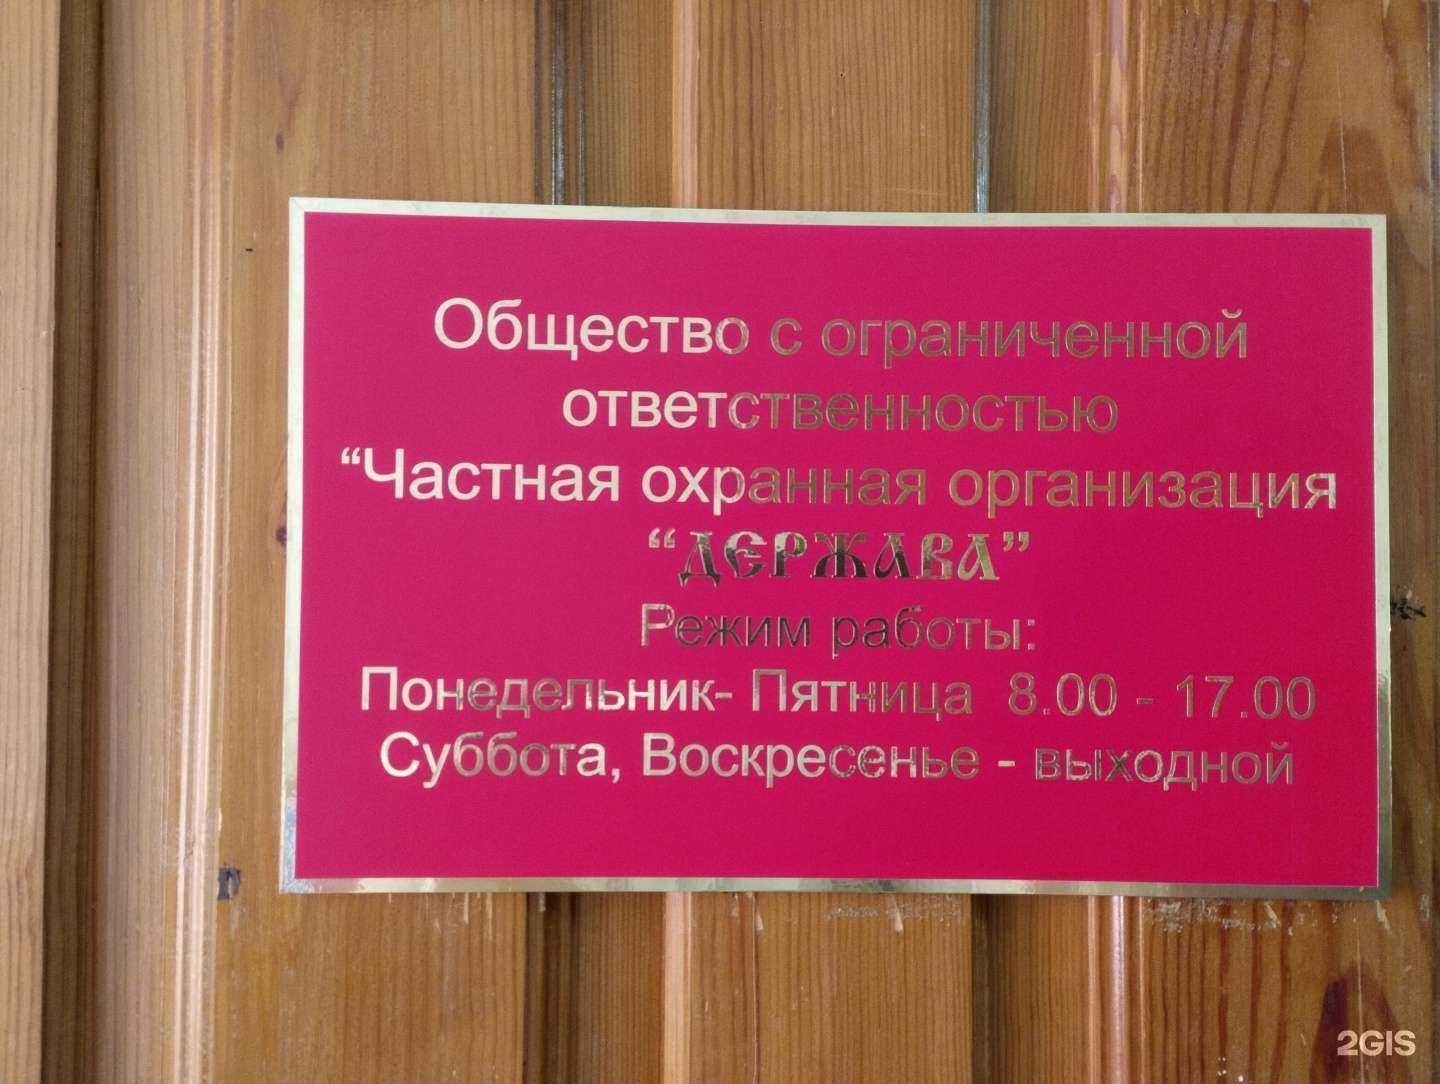 Общество с ограниченной
ответственностью
“Частная охранная организация
“ДЕРЖАВА”
Режим работы:
Понедельник- Пятница 8.00 - 17.00
Суббота, Воскресенье - выходной
2GIS